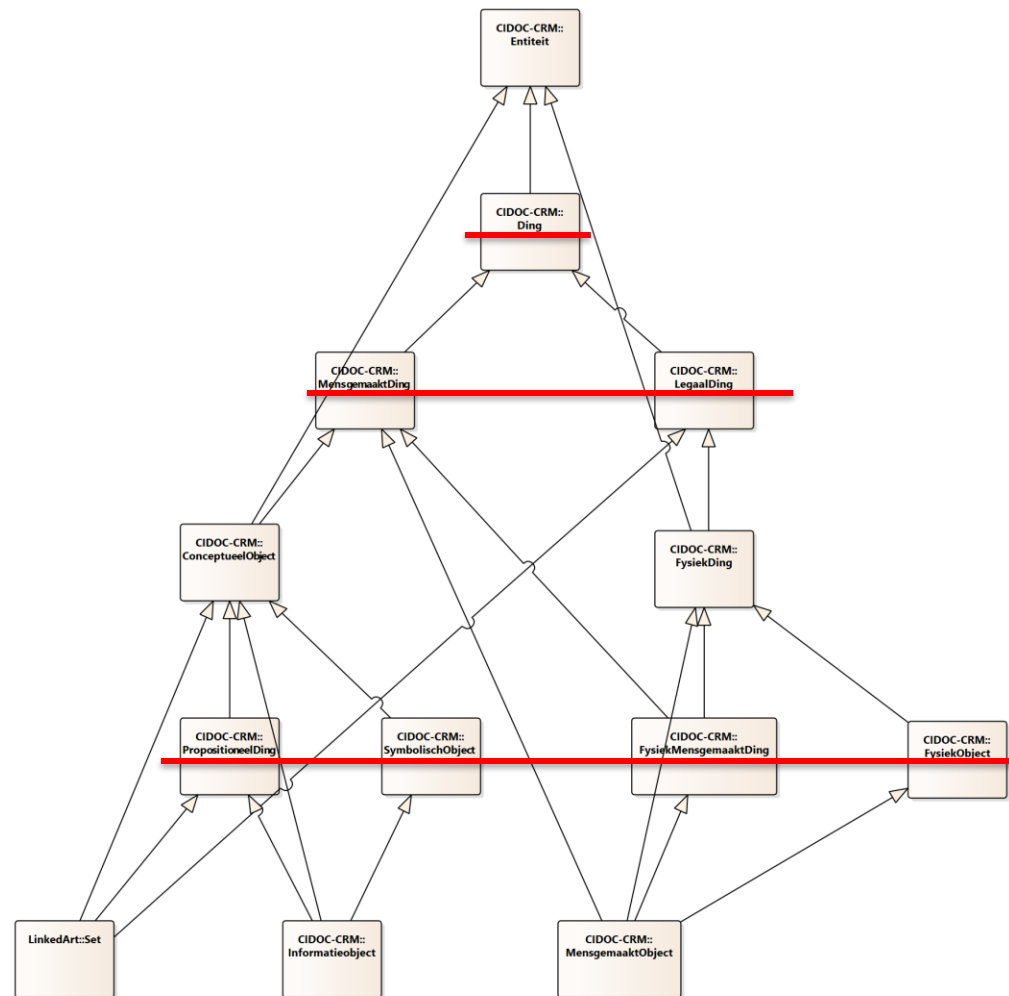 CIDOC-CRM::
Entiteit
CIDOC-CRM::
Ding
CIDOC-CRM::
MensgemaaktDing
CIDOC-CRM::
LegaalDing
CIDOC-CRM::
ConceptueelObject
CIDOC-CRM::
FysiekDing
CIDOC-CRM::
PropositioneelDing
CIDOC-CRM::
SymbolischObject
CIDOC-CRM::
FysiekMensgemaaktDing
CIDOC-CRM::
FysiekObject
LinkedArt::Set
CIDOC-CRM::
Informatieobject
CIDOC-CRM::
MensgemaaktObject